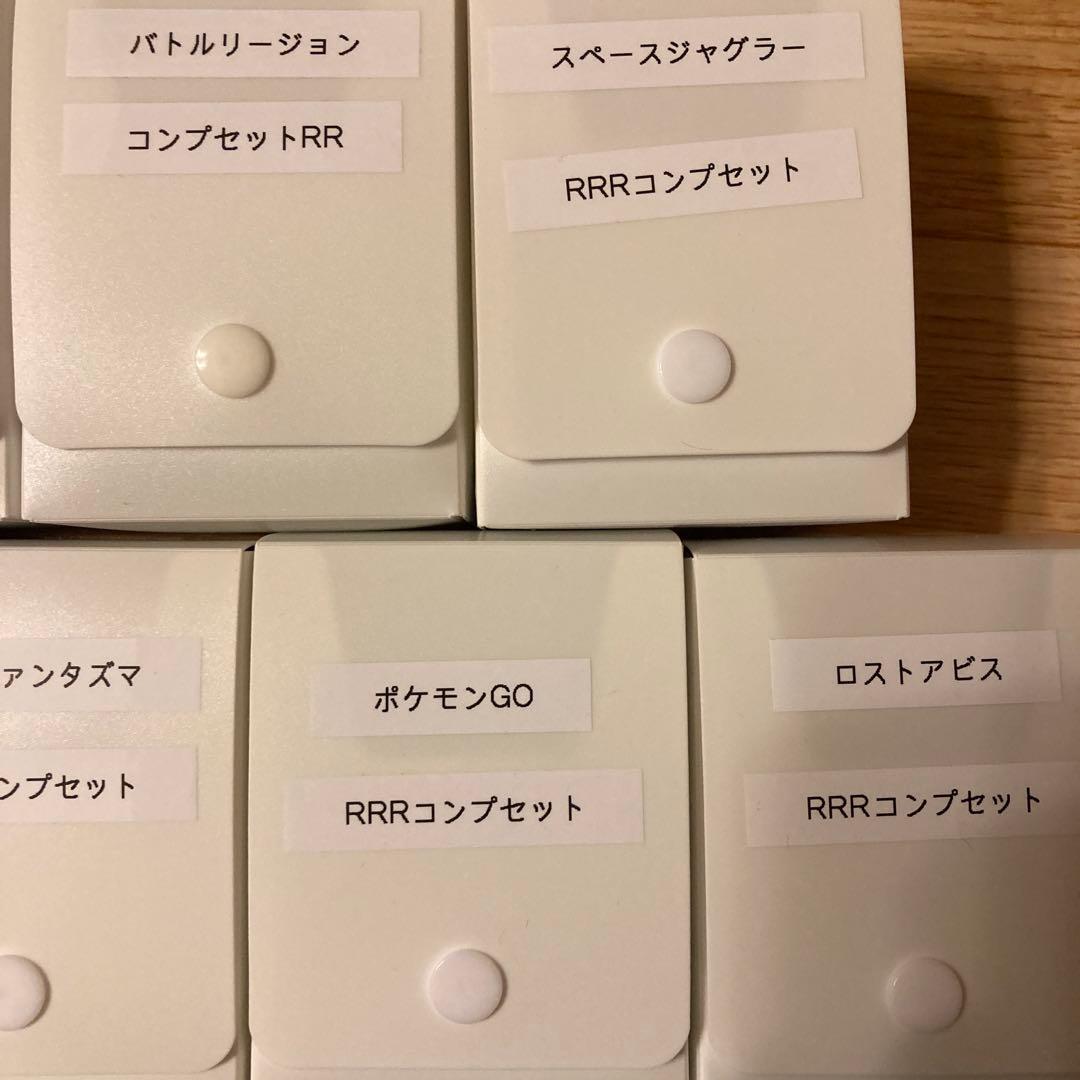 バトルリージョン
コンプセットRR
スペースジャグラー
RRRコンプセット
ァンタズマ
ンプセット
ポケモンGO
RRRコンプセット
ロストアビス
RRRコンプセット